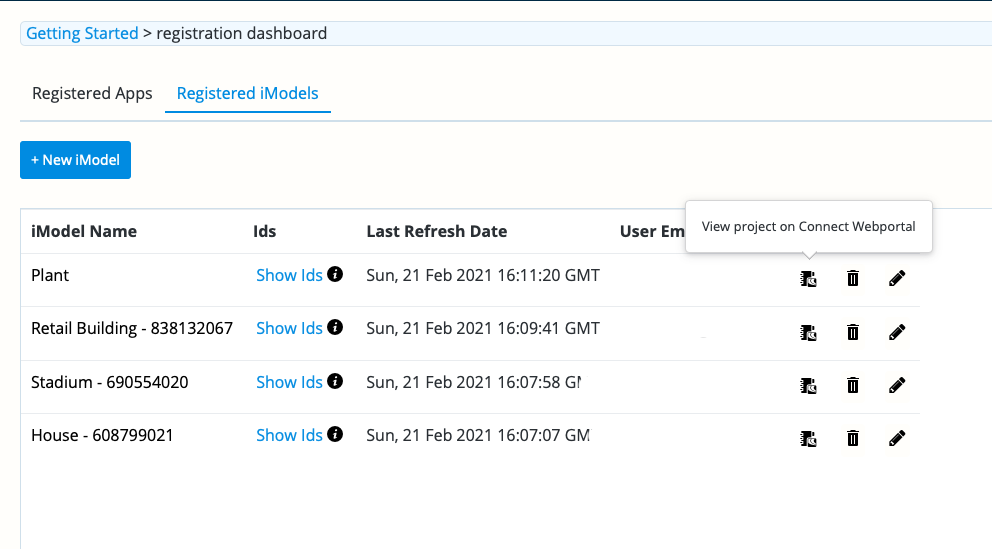 Getting Started > registration dashboard
Registered Apps Registered iModels
+ New iModel
View project on Connect Webportal
iModel Name Ids Last Refresh Date User Em
Plant Show Ids Sun, 21 Feb 2021 16:11:20 GMT
Retail Building - 838132067 Show Ids Sun, 21 Feb 2021 16:09:41 GMT
Stadium - 690554020 Show Ids Sun, 21 Feb 2021 16:07:58 GM
House - 608799021 Show Ids Sun, 21 Feb 2021 16:07:07 GM